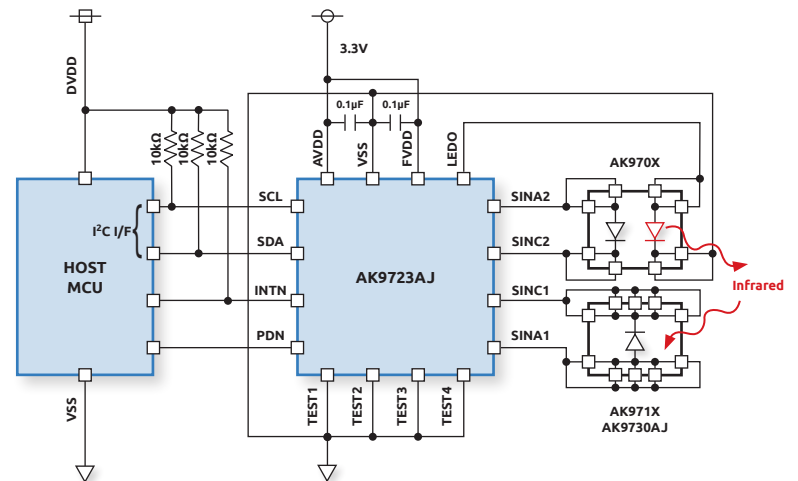 3.3V
DVDD
0.1μF
0.1μF
10kΩ
10kΩ
10kΩ
AVDD
VSS
FVDD
LEDO
AK970X
I²C I/F
HOST
MCU
SCL
SDA
INTN
PDN
AK9723AJ
SINA2
SINC2
SINC1
SINA1
Infrared
VSS
TEST1
TEST2
TEST3
TEST4
AK971X
AK9730AJ